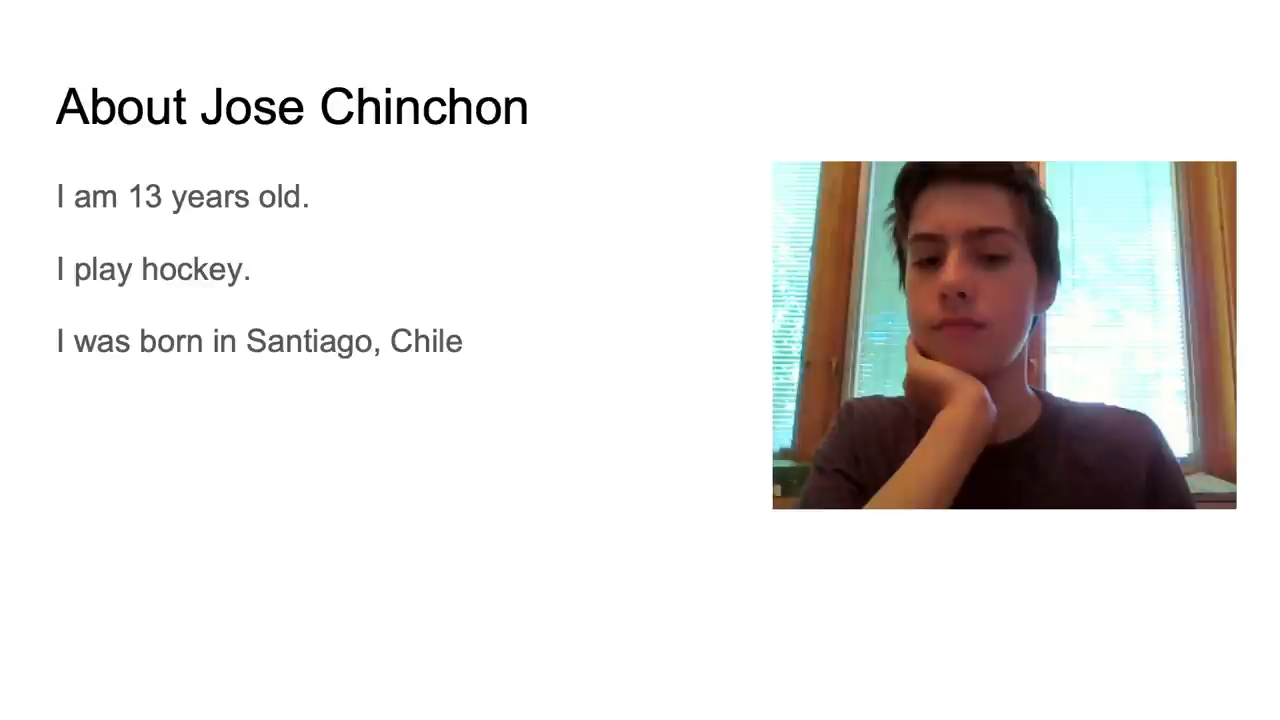 About Jose Chinchon
I am 13 years old.
I play hockey.
I was born in Santiago, Chile